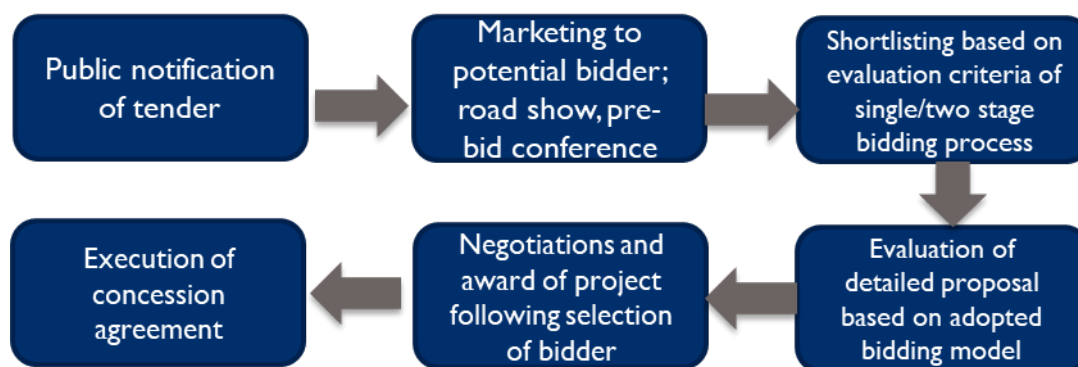 Public notification
of tender
Marketing to
potential bidder;
road show, pre-
bid conference
Shortlisting based on
evaluation criteria of
single/two stage
bidding process
Evaluation of
detailed proposal
based on adopted
bidding model
Negotiations and
award of project
following selection
of bidder
Execution of
concession
agreement